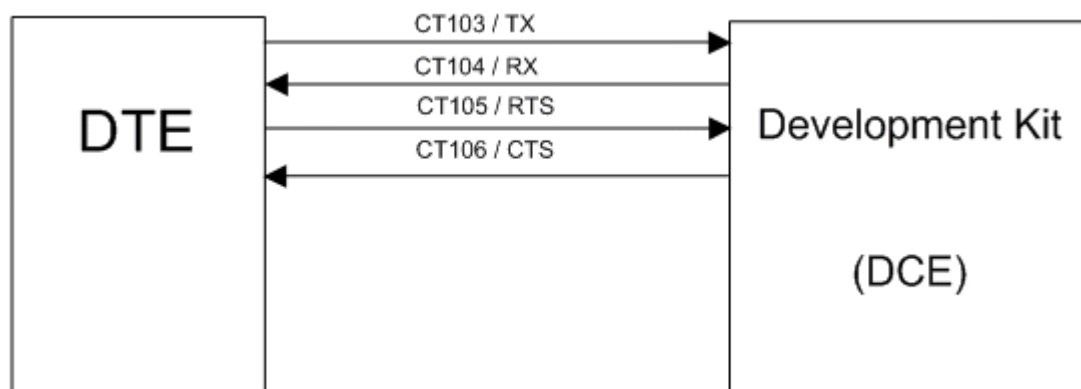 CT103 / TX
CT104 / RX
CT105 / RTS
CT106 / CTS
DTE
Development Kit
(DCE)